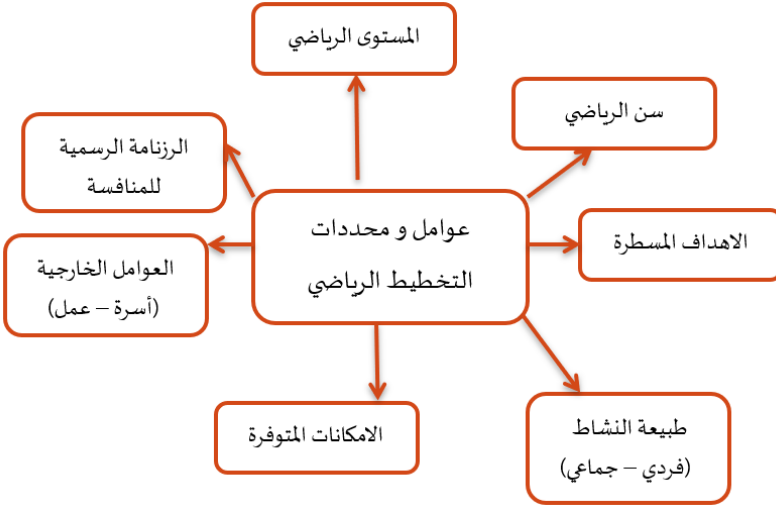 المستوى الرياضي
سن الرياضي
الرزنامة الرسمية
للمنافسة
عوامل و محددات
التخطيط الرياضي
الاهداف المسطرة
العوامل الخارجية
(أسرة – عمل)
الامكانات المتوفرة
طبيعة النشاط
(فردي – جماعي)